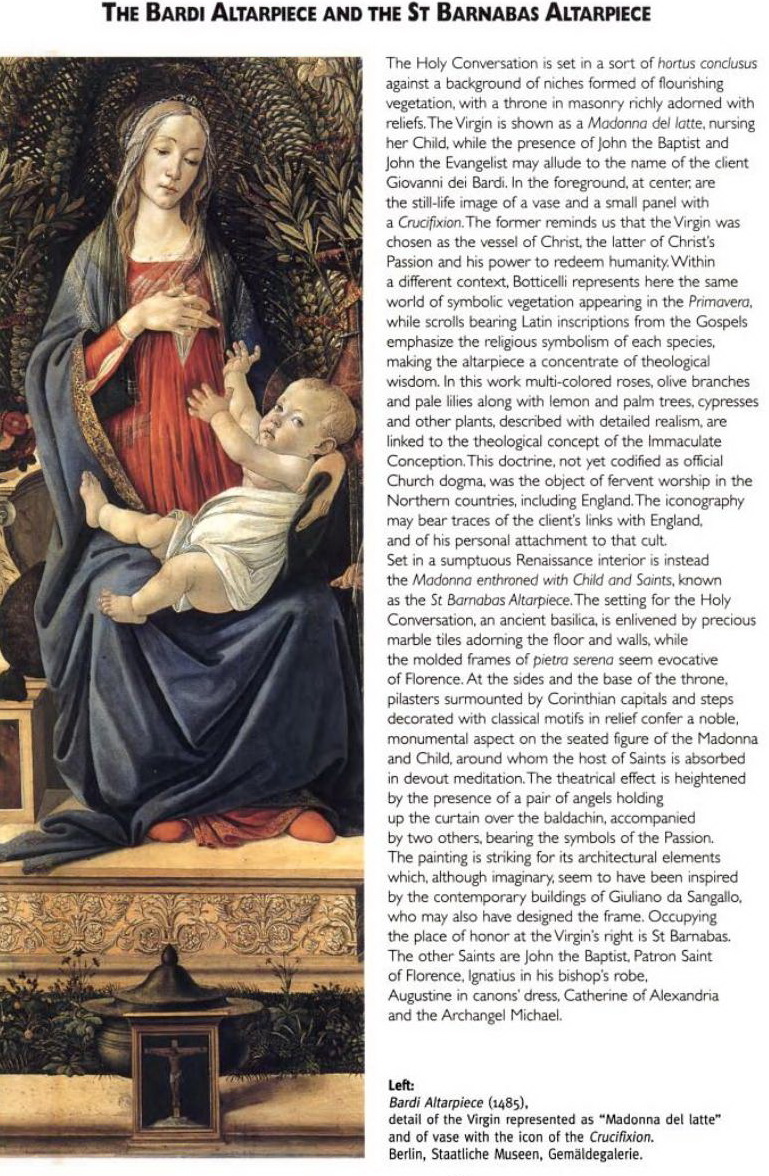 THE BARDI ALTARPIECE AND THE ST BARNABAS ALTARPIECE
The Holy Conversation is set in a sort of hortus conclusus
against a background of niches formed of flourishing
vegetation, with a throne in masonry richly adorned with
reliefs. The Virgin is shown as a Madonna del latte, nursing
her Child, while the presence of John the Baptist and
John the Evangelist may allude to the name of the client
Giovanni dei Bardi. In the foreground, at center, are
the still-life image of a vase and a small panel with
a Crucifixion. The former reminds us that the Virgin was
chosen as the vessel of Christ, the latter of Christ's
Passion and his power to redeem humanity. Within
a different context, Botticelli represents here the same
world of symbolic vegetation appearing in the Primavera,
while scrolls bearing Latin inscriptions from the Gospels
emphasize the religious symbolism of each species,
making the altarpiece a concentrate of theological
wisdom. In this work multi-colored roses, olive branches
and pale lilies along with lemon and palm trees, cypresses
and other plants, described with detailed realism, are
linked to the theological concept of the Immaculate
Conception. This doctrine, not yet codified as official
Church dogma, was the object of fervent worship in the
Northern countries, including England. The iconography
may bear traces of the client's links with England,
and of his personal attachment to that cult.
Set in a sumptuous Renaissance interior is instead
the Madonna enthroned with Child and Saints, known
as the St Barnabas Altarpiece. The setting for the Holy
Conversation, an ancient basilica, is enlivened by precious
marble tiles adorning the floor and walls, while
the molded frames of pietra serena seem evocative
of Florence. At the sides and the base of the throne,
pilasters surmounted by Corinthian capitals and steps
decorated with classical motifs in relief confer a noble,
monumental aspect on the seated figure of the Madonna
and Child, around whom the host of Saints is absorbed
in devout meditation. The theatrical effect is heightened
by the presence of a pair of angels holding
up the curtain over the baldachin, accompanied
by two others, bearing the symbols of the Passion.
The painting is striking for its architectural elements
which, although imaginary, seem to have been inspired
by the contemporary buildings of Giuliano da Sangallo,
who may also have designed the frame. Occupying
the place of honor at the Virgin's right is St Barnabas.
The other Saints are John the Baptist, Patron Saint
of Florence, Ignatius in his bishop's robe,
Augustine in canons' dress, Catherine of Alexandria
and the Archangel Michael.
Left:
Bardi Altarpiece (1485),
detail of the Virgin represented as "Madonna del latte"
and of vase with the icon of the Crucifixion.
Berlin, Staatliche Museen, Gemäldegalerie.